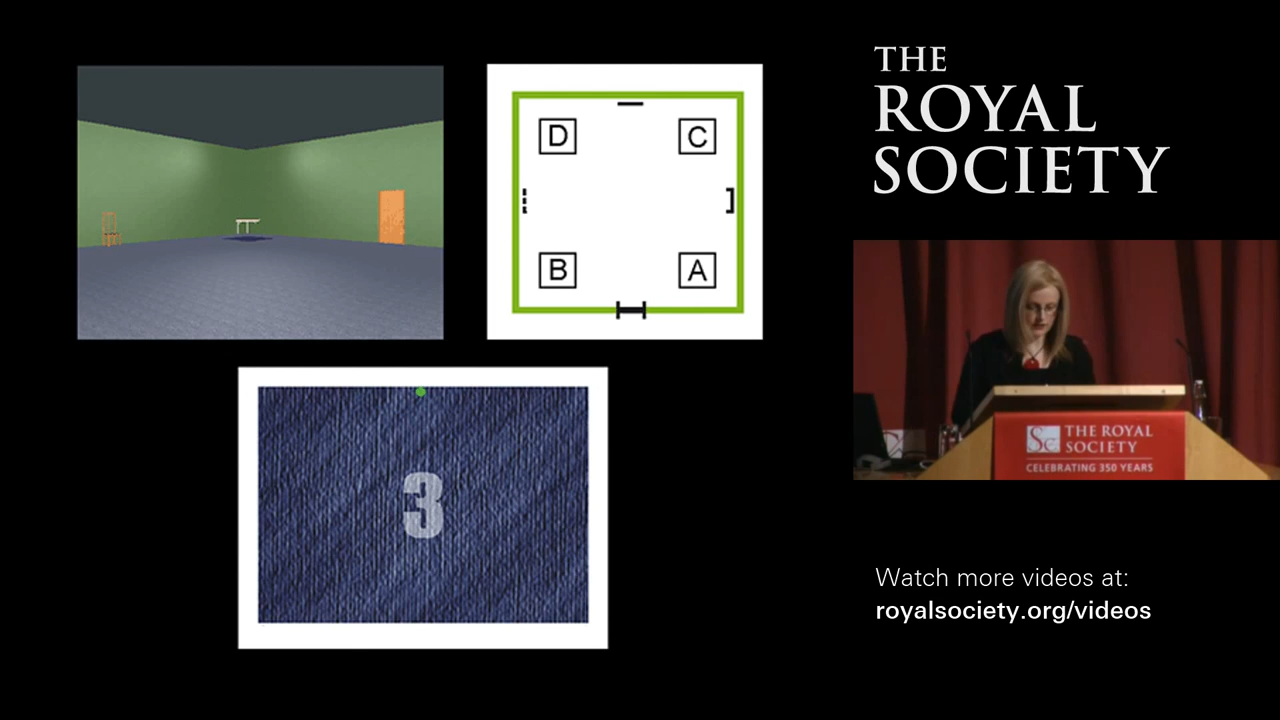 D
C
B
A
3
THE
ROYAL
SOCIETY
THE ROYAL
SOCIETY
CELEBRATING 350 YEARS
Watch more videos at:
royalsociety.org/videos